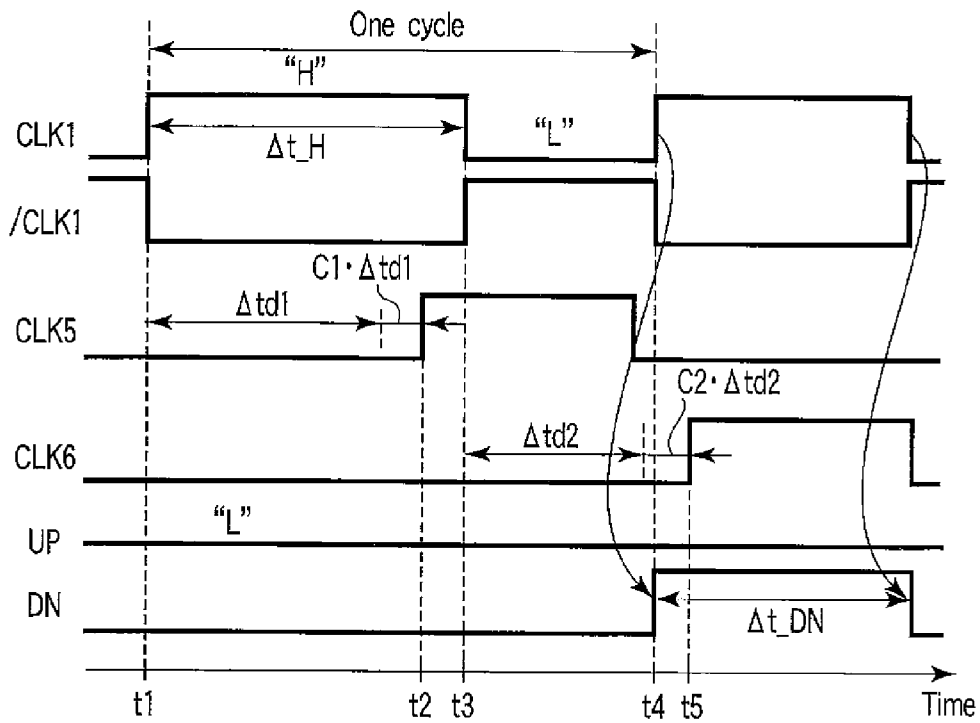 One cycle
"H"
CLK1
Δt_H
"L"
/CLK1
C1·Δtd1
Δtd1
CLK5
C2·Δtd2
Δtd2
CLK6
"L"
UP
DN
Δt_DN
t1 t2 t3 t4 t5 Time